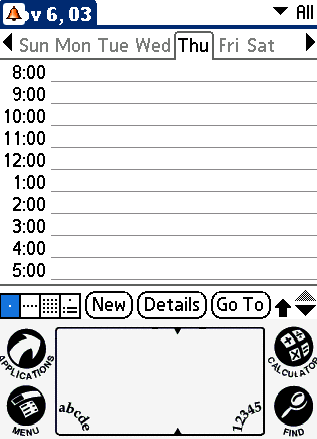 ov 6, 03 All
Sun Mon Tue Wed Thu Fri Sat
8:00
9:00
10:00
11:00
12:00
1:00
2:00
3:00
4:00
5:00
New Details Go To
APPLICATIONS CALCULATOR
abcde 12345
MENU FIND